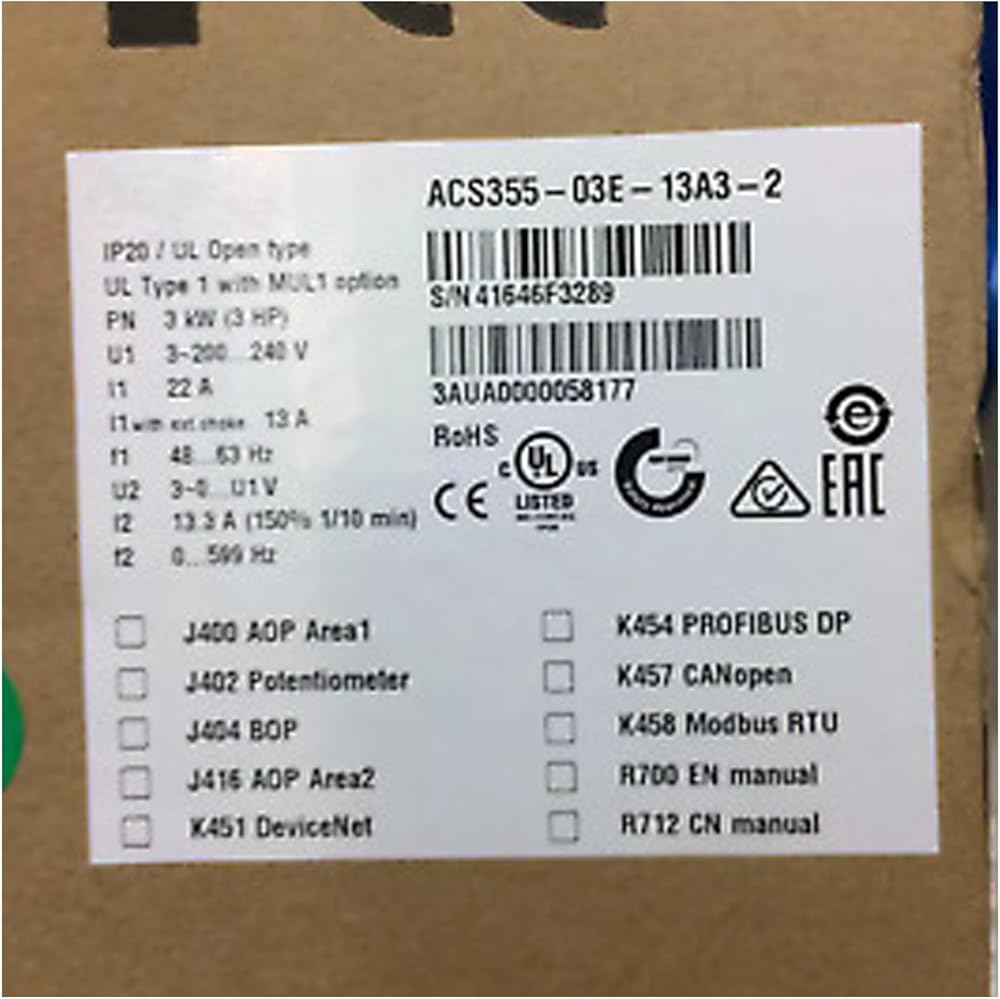 ACS355-03E-13A3-2
S/N 41646F3289
3AUA0000058177
IP20 / UL Open type
UL Type 1 with MUL1 option
PN 3 kW (3 HP)
U1 3~200...240 V
I1 22 A
I1 with ext.choke 13 A
f1 48...63 Hz
U2 3~0...U1 V
I2 13.3 A (150% 1/10 min)
f2 0...599 Hz
RoHS
CE
C UL US
LISTED
e
EAC
J400 AOP Area1
J402 Potentiometer
J404 BOP
J416 AOP Area2
K451 DeviceNet
K454 PROFIBUS DP
K457 CANopen
K458 Modbus RTU
R700 EN manual
R712 CN manual